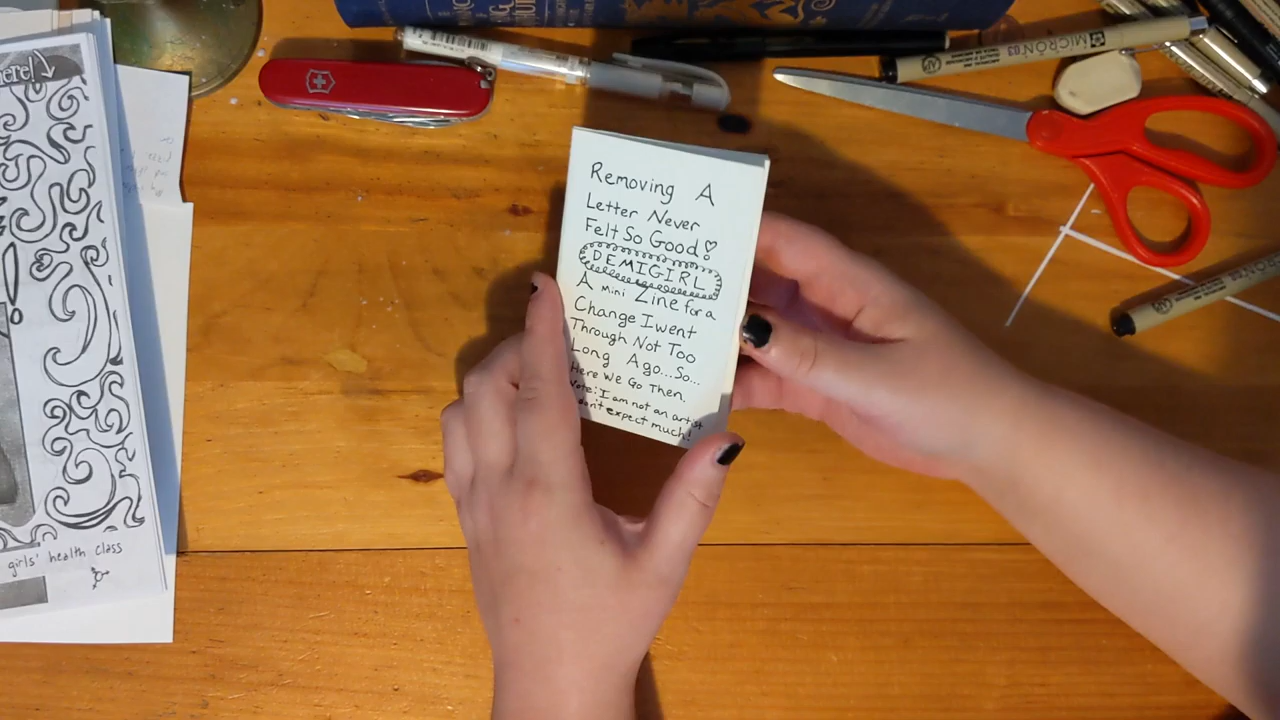 Removing A
Letter Never
Felt So Good♡
DEMIGIRL
A mini Zine for a
Change I went
Through Not Too
Long Ago...So...
Here We Go Then.
Note: I am not an artist
don't expect much!
here!
girls' health class
MICRON 03